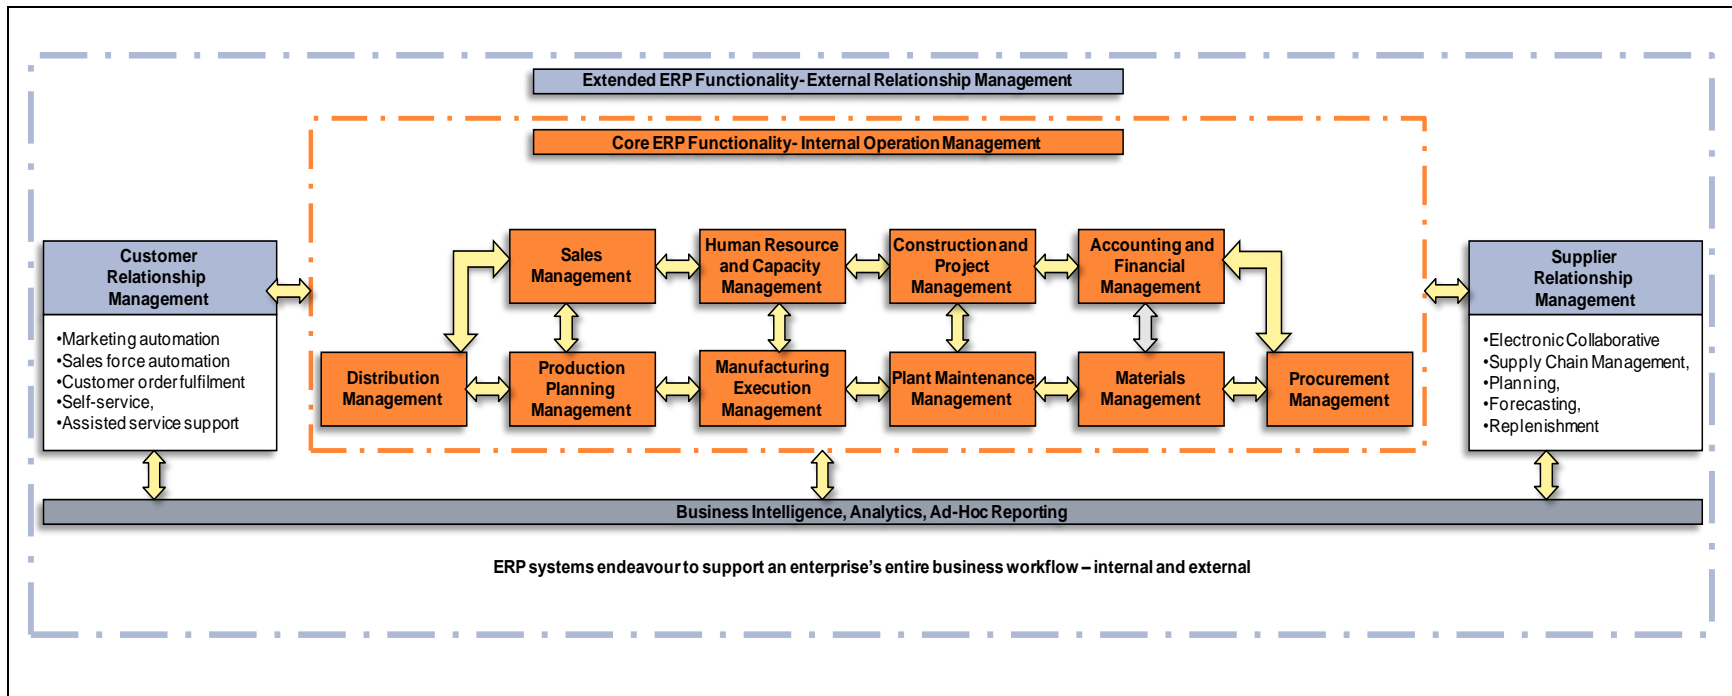 Extended ERP Functionality- External Relationship Management
Core ERP Functionality- Internal Operation Management
Customer
Relationship
Management
•Marketing automation
•Sales force automation
•Customer order fulfilment
•Self-service,
•Assisted service support
Sales
Management
Human Resource
and Capacity
Management
Construction and
Project
Management
Accounting and
Financial
Management
Distribution
Management
Production
Planning
Management
Manufacturing
Execution
Management
Plant Maintenance
Management
Materials
Management
Procurement
Management
Supplier
Relationship
Management
•Electronic Collaborative
•Supply Chain Management,
•Planning,
•Forecasting,
•Replenishment
Business Intelligence, Analytics, Ad-Hoc Reporting
ERP systems endeavour to support an enterprise's entire business workflow – internal and external